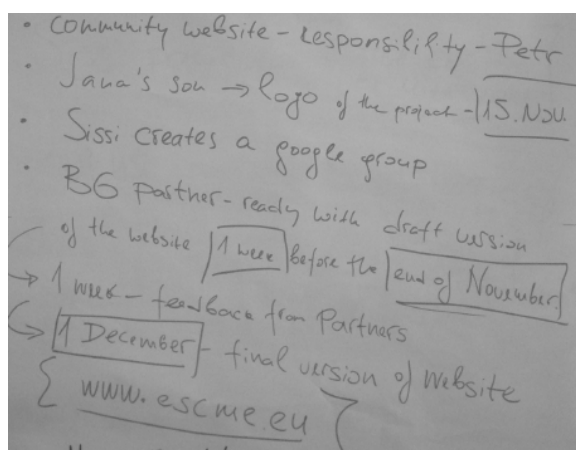 • Community website - responsility - Petr
• Jana's son → logo of the project - 15. Nov.
• Sissi creates a google group
• BG partner - ready with draft version
of the website 1 week before the end of November.
→ 1 week - feedback from Partners
→ 1 December - final version of website
{ www.escme.eu }